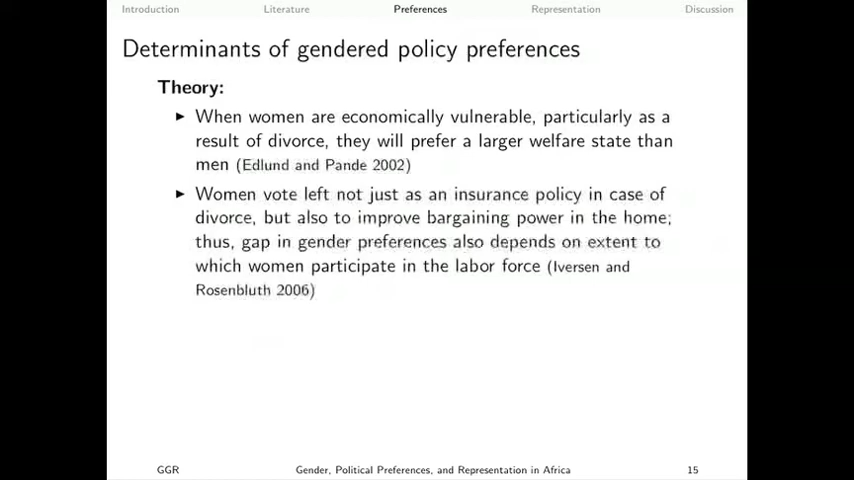 Introduction Literature Preferences Representation Discussion
Determinants of gendered policy preferences
Theory:
▶ When women are economically vulnerable, particularly as a
result of divorce, they will prefer a larger welfare state than
men (Edlund and Pande 2002)
▶ Women vote left not just as an insurance policy in case of
divorce, but also to improve bargaining power in the home;
thus, gap in gender preferences also depends on extent to
which women participate in the labor force (Iversen and
Rosenbluth 2006)
GGR Gender, Political Preferences, and Representation in Africa 15